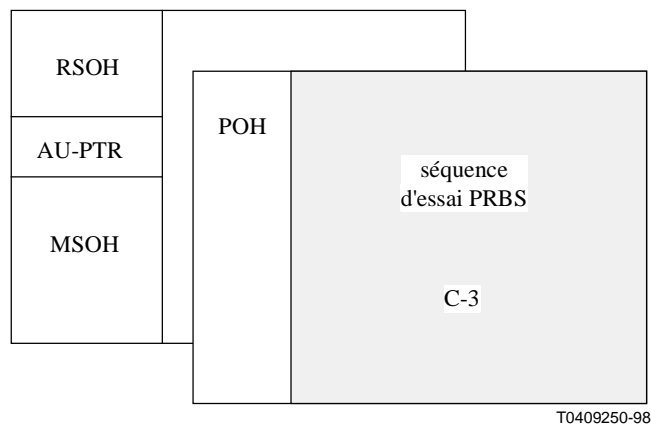 RSOH
AU-PTR
MSOH
POH
séquence
d'essai PRBS
C-3
T0409250-98